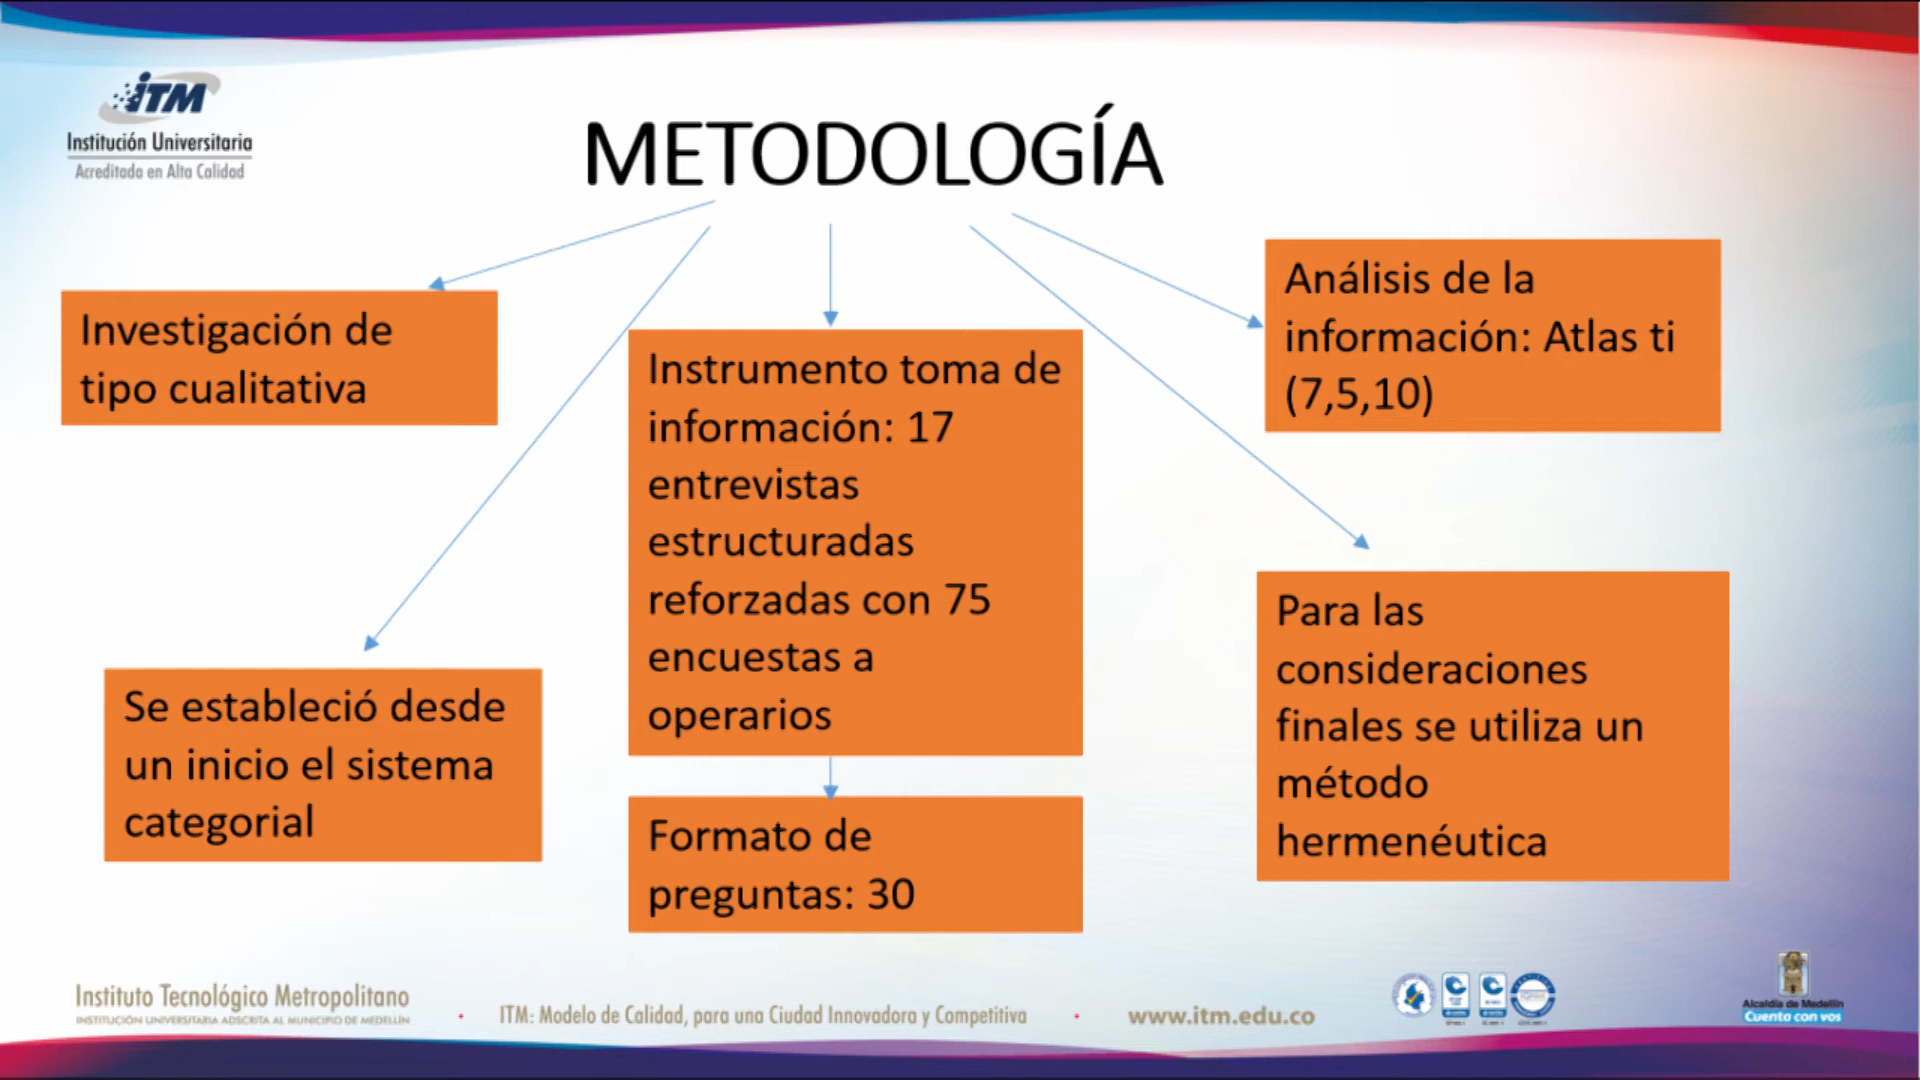 iTM
Institución Universitaria
Acreditada en Alta Calidad
METODOLOGÍA
Investigación de
tipo cualitativa
Se estableció desde
un inicio el sistema
categorial
Instrumento toma de
información: 17
entrevistas
estructuradas
reforzadas con 75
encuestas a
operarios
Formato de
preguntas: 30
Análisis de la
información: Atlas ti
(7,5,10)
Para las
consideraciones
finales se utiliza un
método
hermenéutica
Instituto Tecnológico Metropolitano
INSTITUCIÓN UNIVERSITARIA ADSCRITA AL MUNICIPIO DE MEDELLÍN
ITM: Modelo de Calidad, para una Ciudad Innovadora y Competitiva
www.itm.edu.co
Alcaldía de Medellín
Cuenta con vos